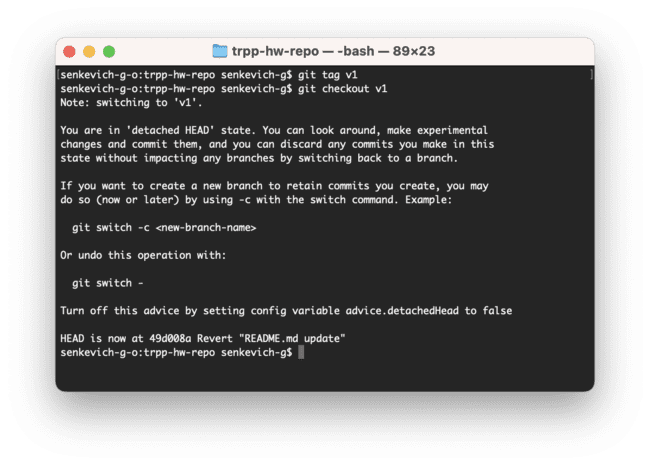 trpp-hw-repo — -bash — 89×23
[senkevich-g-o:trpp-hw-repo senkevich-g$ git tag v1 ]
senkevich-g-o:trpp-hw-repo senkevich-g$ git checkout v1
Note: switching to 'v1'.
You are in 'detached HEAD' state. You can look around, make experimental
changes and commit them, and you can discard any commits you make in this
state without impacting any branches by switching back to a branch.
If you want to create a new branch to retain commits you create, you may
do so (now or later) by using -c with the switch command. Example:
git switch -c <new-branch-name>
Or undo this operation with:
git switch -
Turn off this advice by setting config variable advice.detachedHead to false
HEAD is now at 49d008a Revert "README.md update"
senkevich-g-o:trpp-hw-repo senkevich-g$